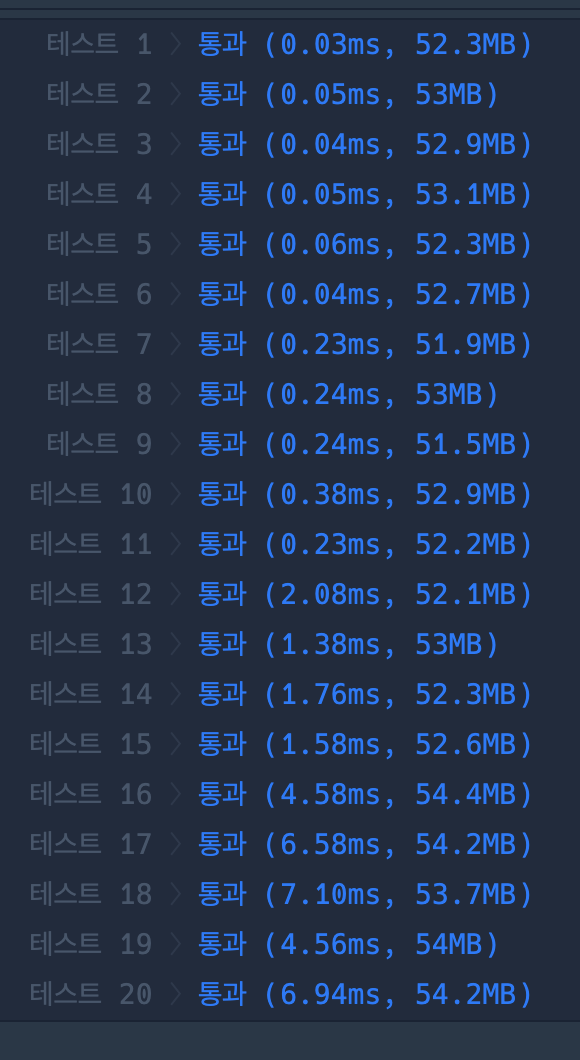 테스트 1 〉 통과 (0.03ms, 52.3MB)
테스트 2 〉 통과 (0.05ms, 53MB)
테스트 3 〉 통과 (0.04ms, 52.9MB)
테스트 4 〉 통과 (0.05ms, 53.1MB)
테스트 5 〉 통과 (0.06ms, 52.3MB)
테스트 6 〉 통과 (0.04ms, 52.7MB)
테스트 7 〉 통과 (0.23ms, 51.9MB)
테스트 8 〉 통과 (0.24ms, 53MB)
테스트 9 〉 통과 (0.24ms, 51.5MB)
테스트 10 〉 통과 (0.38ms, 52.9MB)
테스트 11 〉 통과 (0.23ms, 52.2MB)
테스트 12 〉 통과 (2.08ms, 52.1MB)
테스트 13 〉 통과 (1.38ms, 53MB)
테스트 14 〉 통과 (1.76ms, 52.3MB)
테스트 15 〉 통과 (1.58ms, 52.6MB)
테스트 16 〉 통과 (4.58ms, 54.4MB)
테스트 17 〉 통과 (6.58ms, 54.2MB)
테스트 18 〉 통과 (7.10ms, 53.7MB)
테스트 19 〉 통과 (4.56ms, 54MB)
테스트 20 〉 통과 (6.94ms, 54.2MB)